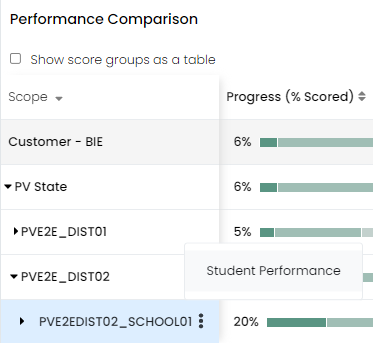 Performance Comparison
Show score groups as a table
Scope Progress (% Scored)
Customer - BIE 6%
PV State 6%
PVE2E_DIST01 5%
Student Performance
PVE2E_DIST02
PVE2EDIST02_SCHOOL01 20%